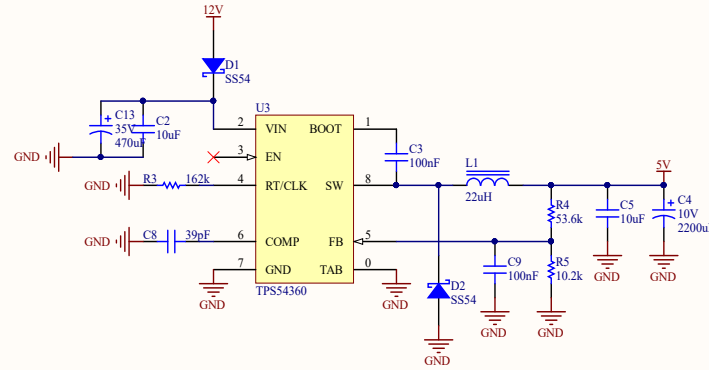 12V
D1
SS54
U3
C13
35V
470uF
C2
10uF
2
VIN
BOOT
1
GND
3
EN
C3
100nF
L1
22uH
5V
R3
162k
4
RT/CLK
SW
8
R4
53.6k
C5
10uF
C4
10V
2200u
GND
C8
39pF
6
COMP
FB
5
GND
7
GND
TAB
0
C9
100nF
R5
10.2k
D2
SS54
TPS54360
GND
GND
GND
GND
GND
GND
GND